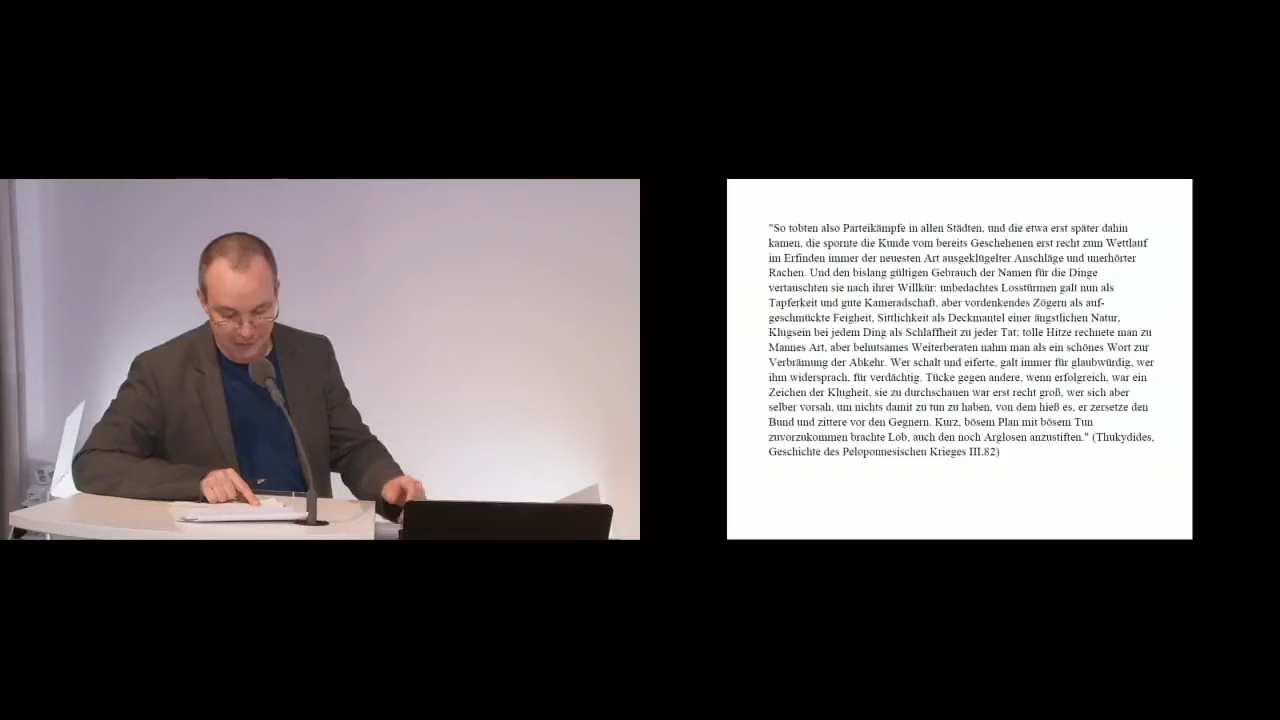 "So tobten also Parteikämpfe in allen Städten, und die etwa erst später dahin
kamen, die spornte die Kunde vom bereits Geschehenen erst recht zum Wettlauf
im Erfinden immer der neuesten Art ausgeklügelter Anschläge und unerhörter
Rachen. Und den bislang gültigen Gebrauch der Namen für die Dinge
vertauschten sie nach ihrer Willkür: unbedachtes Losstürmen galt nun als
Tapferkeit und gute Kameradschaft, aber vordenkendes Zögern als auf-
geschmückte Feigheit, Sittlichkeit als Deckmantel einer ängstlichen Natur,
Klugsein bei jedem Ding als Schlaffheit zu jeder Tat; tolle Hitze rechnete man zu
Mannes Art, aber behutsames Weiterberaten nahm man als ein schönes Wort zur
Verbrämung der Abkehr. Wer schalt und eiferte, galt immer für glaubwürdig, wer
ihm widersprach, für verdächtig. Tücke gegen andere, wenn erfolgreich, war ein
Zeichen der Klugheit, sie zu durchschauen war erst recht groß, wer sich aber
selber vorsah, um nichts damit zu tun zu haben, von dem hieß es, er zersetze den
Bund und zittere vor den Gegnern. Kurz, bösem Plan mit bösem Tun
zuvorzukommen brachte Lob, auch den noch Arglosen anzustiften." (Thukydides,
Geschichte des Peloponnesischen Krieges III,82)